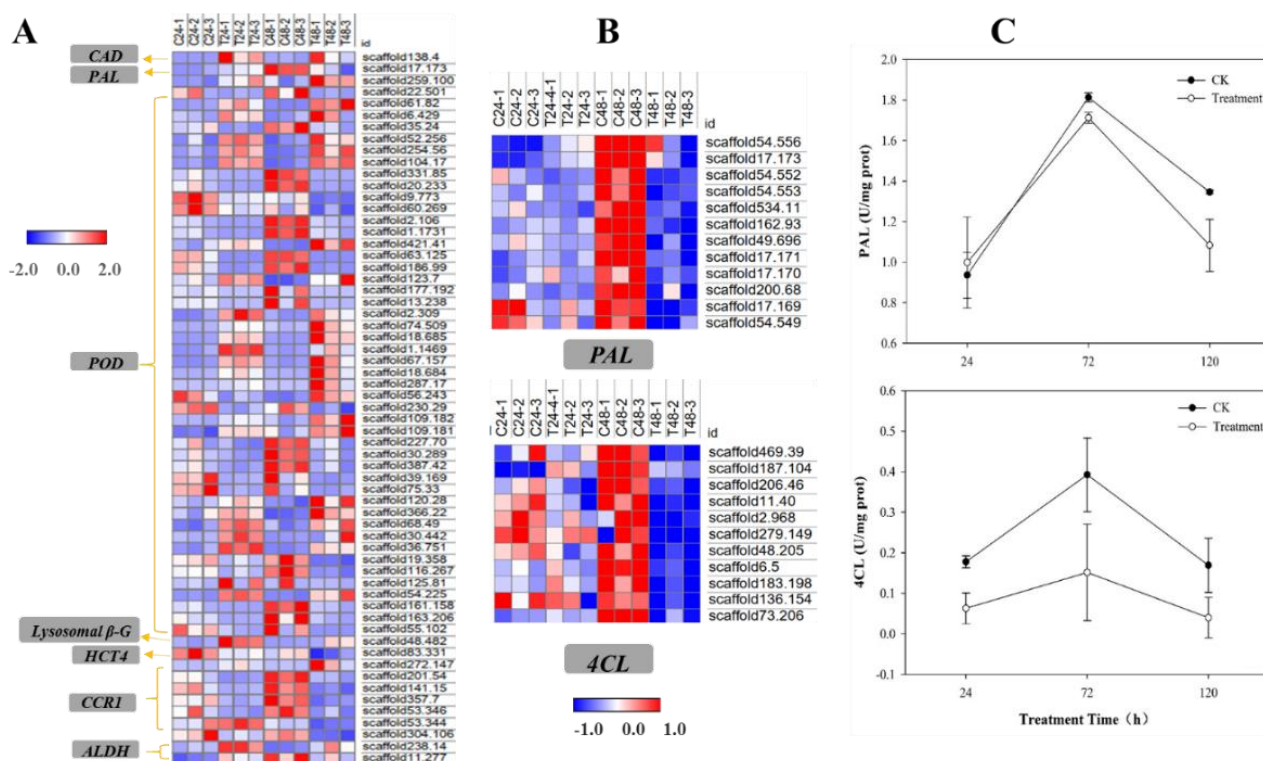 A
C24-1 C24-2 C24-3 T24-1 T24-2 T24-3 C48-1 C48-2 C48-3 T48-1 T48-2 T48-3
id
CAD
PAL
POD
Lysosomal β-G
HCT4
CCR1
ALDH
-2.0 0.0 2.0
scaffold138.4
scaffold17.173
scaffold259.100
scaffold22.501
scaffold61.82
scaffold6.429
scaffold35.24
scaffold52.256
scaffold254.56
scaffold104.17
scaffold331.85
scaffold20.233
scaffold9.773
scaffold60.269
scaffold2.106
scaffold1.1731
scaffold421.41
scaffold63.125
scaffold186.99
scaffold123.7
scaffold177.192
scaffold13.238
scaffold2.309
scaffold74.509
scaffold18.685
scaffold1.1469
scaffold67.157
scaffold18.684
scaffold287.17
scaffold56.243
scaffold230.29
scaffold109.182
scaffold109.181
scaffold227.70
scaffold30.289
scaffold387.42
scaffold39.169
scaffold75.33
scaffold120.28
scaffold366.22
scaffold68.49
scaffold30.442
scaffold36.751
scaffold19.358
scaffold116.267
scaffold125.81
scaffold54.225
scaffold161.158
scaffold163.206
scaffold55.102
scaffold48.482
scaffold83.331
scaffold272.147
scaffold201.54
scaffold141.15
scaffold357.7
scaffold53.346
scaffold53.344
scaffold304.106
scaffold238.14
scaffold11.277
B
C24-1 C24-2 C24-3 T24-4-1 T24-2 T24-3 C48-1 C48-2 C48-3 T48-1 T48-2 T48-3
id
scaffold54.556
scaffold17.173
scaffold54.552
scaffold54.553
scaffold534.11
scaffold162.93
scaffold49.696
scaffold17.171
scaffold17.170
scaffold200.68
scaffold17.169
scaffold54.549
PAL
C24-1 C24-2 C24-3 T24-4-1 T24-2 T24-3 C48-1 C48-2 C48-3 T48-1 T48-2 T48-3
id
scaffold469.39
scaffold187.104
scaffold206.46
scaffold11.40
scaffold2.968
scaffold279.149
scaffold48.205
scaffold6.5
scaffold183.198
scaffold136.154
scaffold73.206
4CL
-1.0 0.0 1.0
C
PAL (U/mg prot)
2.0
1.8
1.6
1.4
1.2
1.0
0.8
0.6
CK
Treatment
24 72 120
4CL (U/mg prot)
0.6
0.5
0.4
0.3
0.2
0.1
0.0
-0.1
CK
Treatment
24 72 120
Treatment Time（h）